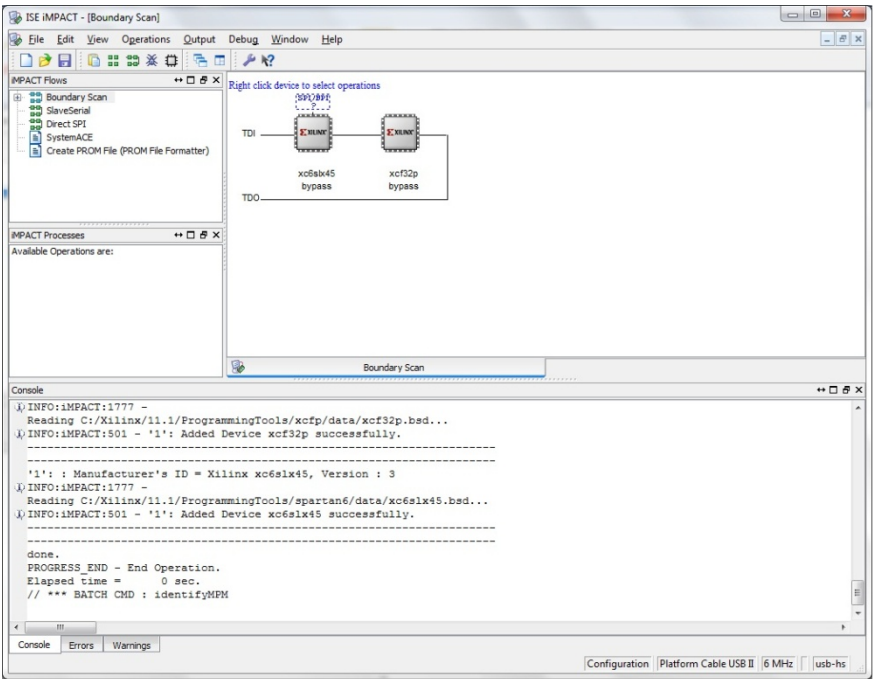 ISE iMPACT - [Boundary Scan]
File Edit View Operations Output Debug Window Help
iMPACT Flows
Boundary Scan
SlaveSerial
Direct SPI
SystemACE
Create PROM File (PROM File Formatter)
iMPACT Processes
Available Operations are:
Right click device to select operations
SPI/BPI
?
TDI
XILINX
XILINX
xc6slx45
bypass
xcf32p
bypass
TDO
Boundary Scan
Console
INFO:iMPACT:1777 -
Reading C:/Xilinx/11.1/ProgrammingTools/xcfp/data/xcf32p.bsd...
INFO:iMPACT:501 - '1': Added Device xcf32p successfully.
----------------------------------------------------------------------
----------------------------------------------------------------------
'1': : Manufacturer's ID = Xilinx xc6slx45, Version : 3
INFO:iMPACT:1777 -
Reading C:/Xilinx/11.1/ProgrammingTools/spartan6/data/xc6slx45.bsd...
INFO:iMPACT:501 - '1': Added Device xc6slx45 successfully.
----------------------------------------------------------------------
----------------------------------------------------------------------
done.
PROGRESS_END - End Operation.
Elapsed time =      0 sec.
// *** BATCH CMD : identifyMPM
Console Errors Warnings
Configuration Platform Cable USB II 6 MHz usb-hs